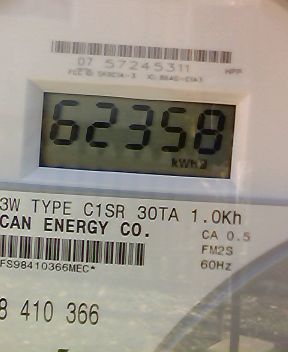 07 57245311
62358
kWh
3W TYPE C1SR 30TA 1.0Kh
CAN ENERGY CO.
CA 0.5
FM2S
FS98410366MEC*
60Hz
8 410 366